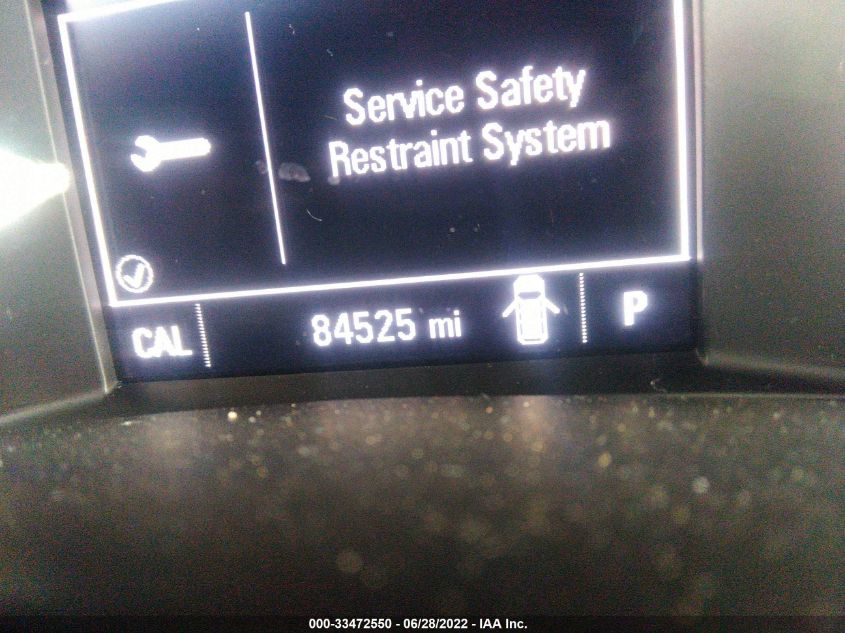 Service Safety
Restraint System
CAL 84525 mi P
000-33472550 - 06/28/2022 - IAA Inc.